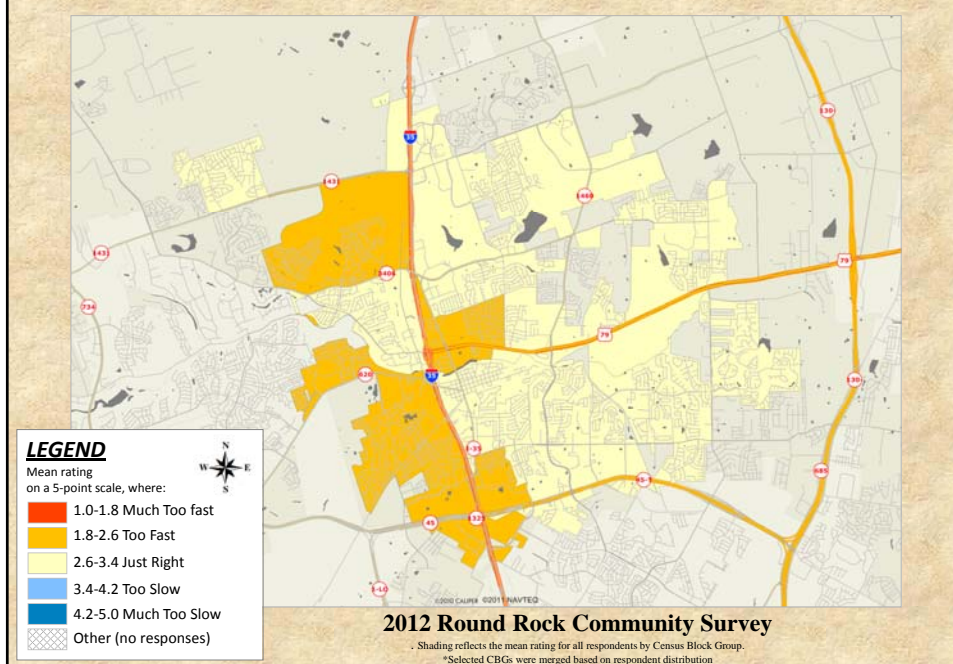 35
130
1431
1460
79
1431
3406
734
79
35
620
130
I-35
685
45-T
1325
45
©2010 CALIPER ©2011 NAVTEQ
LEGEND
N
W E
S
Mean rating
on a 5-point scale, where:
1.0-1.8 Much Too fast
1.8-2.6 Too Fast
2.6-3.4 Just Right
3.4-4.2 Too Slow
4.2-5.0 Much Too Slow
Other (no responses)
2012 Round Rock Community Survey
. Shading reflects the mean rating for all respondents by Census Block Group.
*Selected CBGs were merged based on respondent distribution